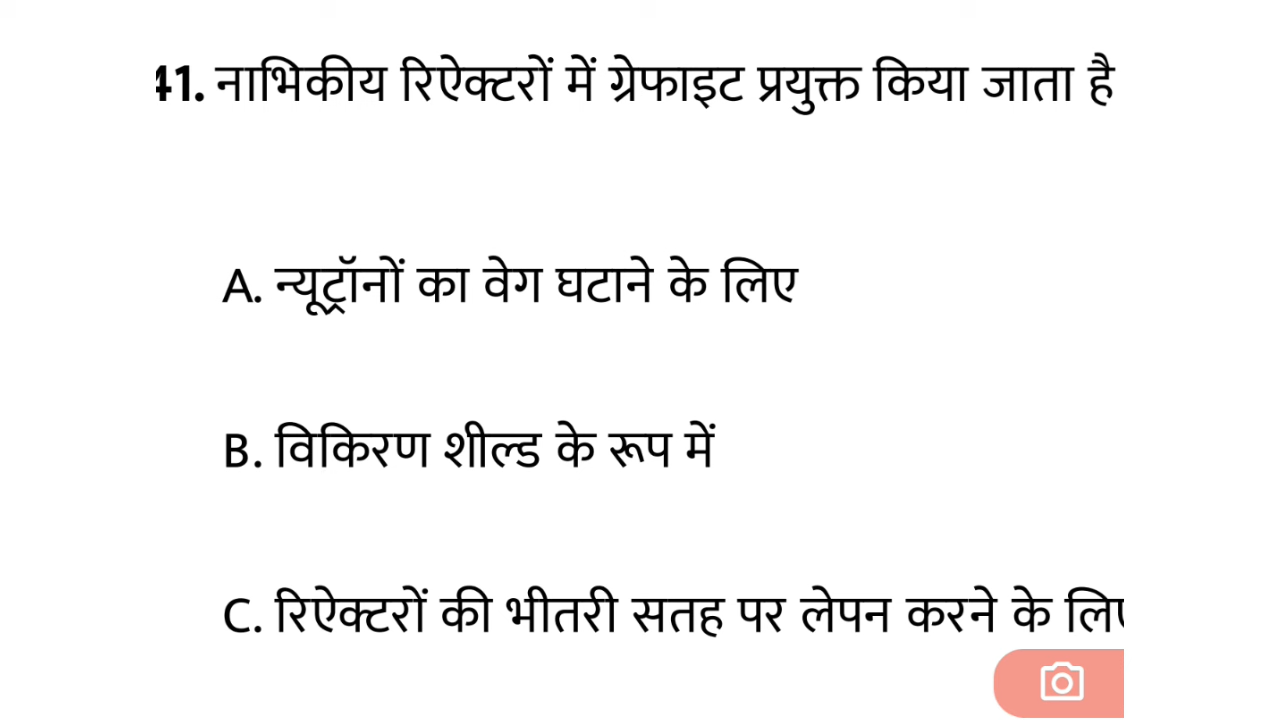 41. नाभिकीय रिऐक्टरों में ग्रेफाइट प्रयुक्त किया जाता है
A. न्यूट्रॉनों का वेग घटाने के लिए
B. विकिरण शील्ड के रूप में
C. रिऐक्टरों की भीतरी सतह पर लेपन करने के लिए